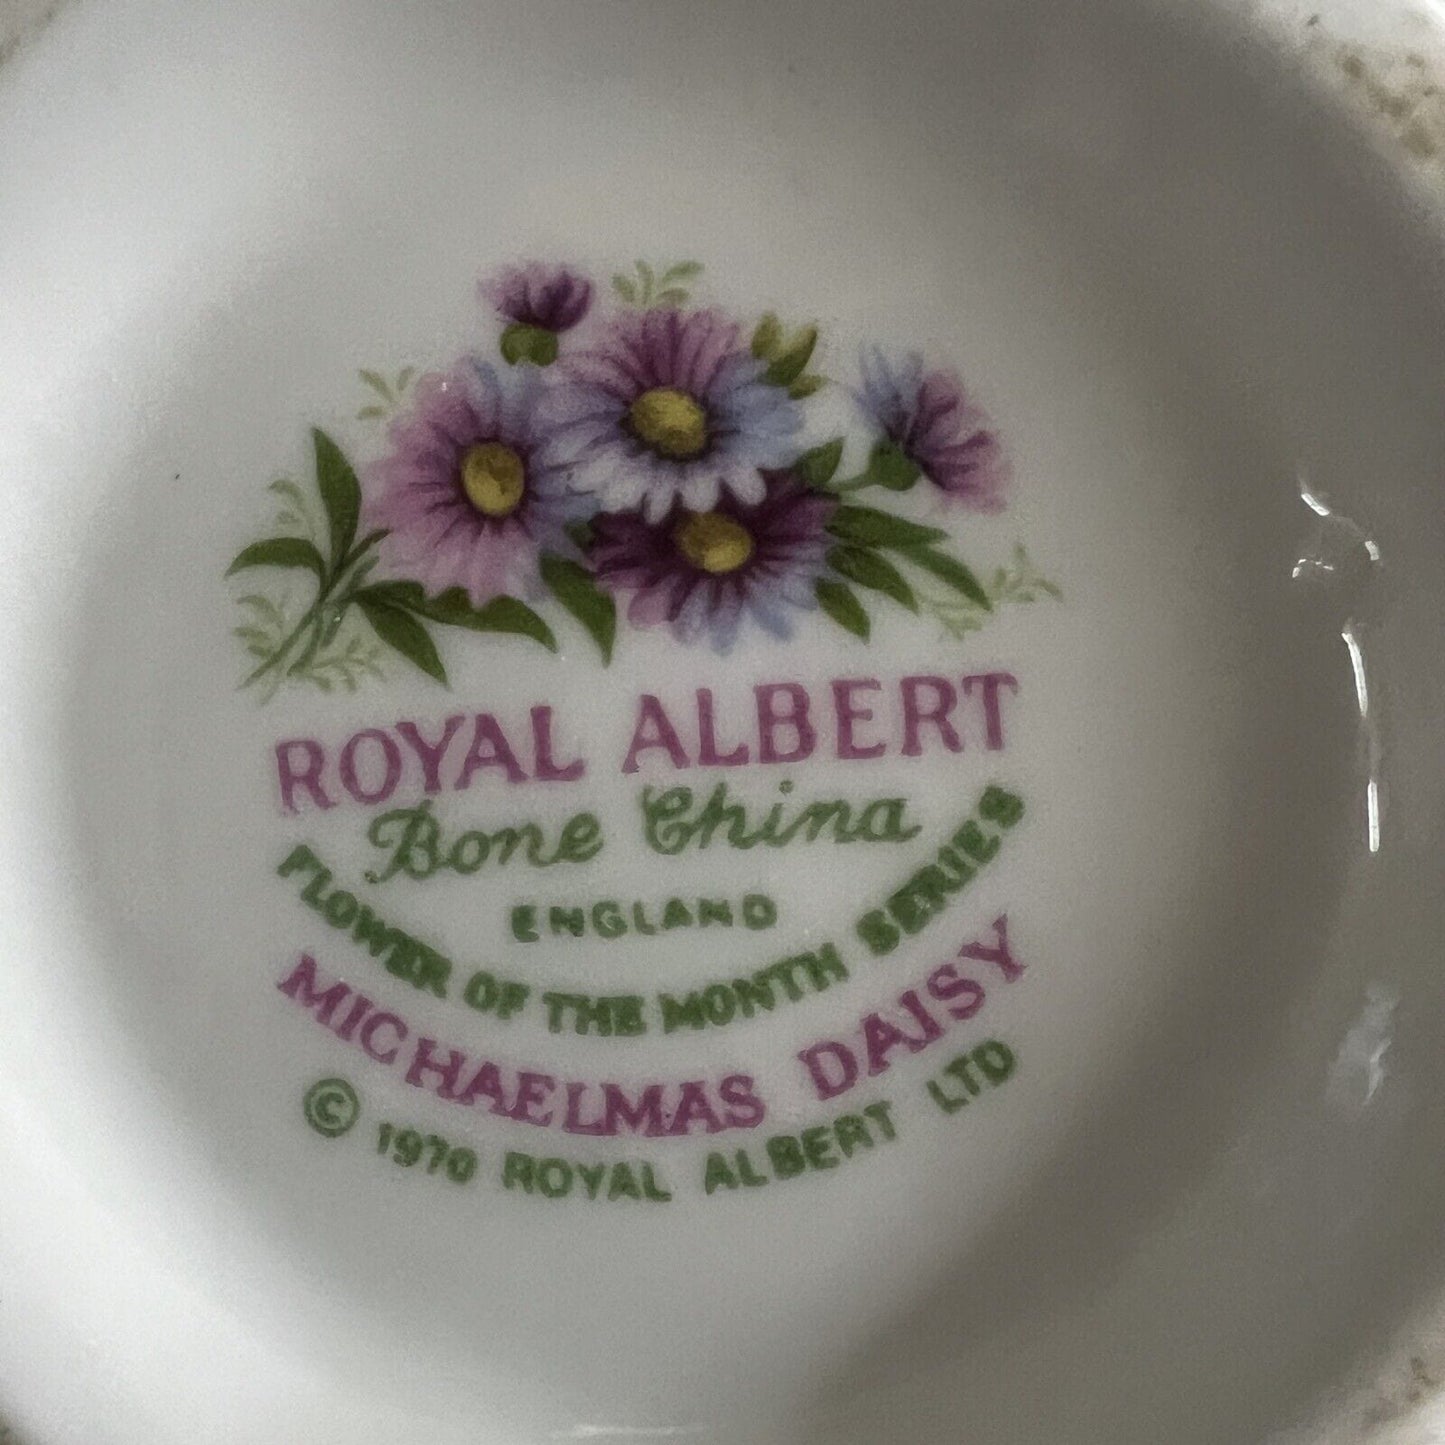 ROYAL ALBERT
Bone China
ENGLAND
FLOWER OF THE MONTH SERIES
MICHAELMAS DAISY
© 1970 ROYAL ALBERT LTD